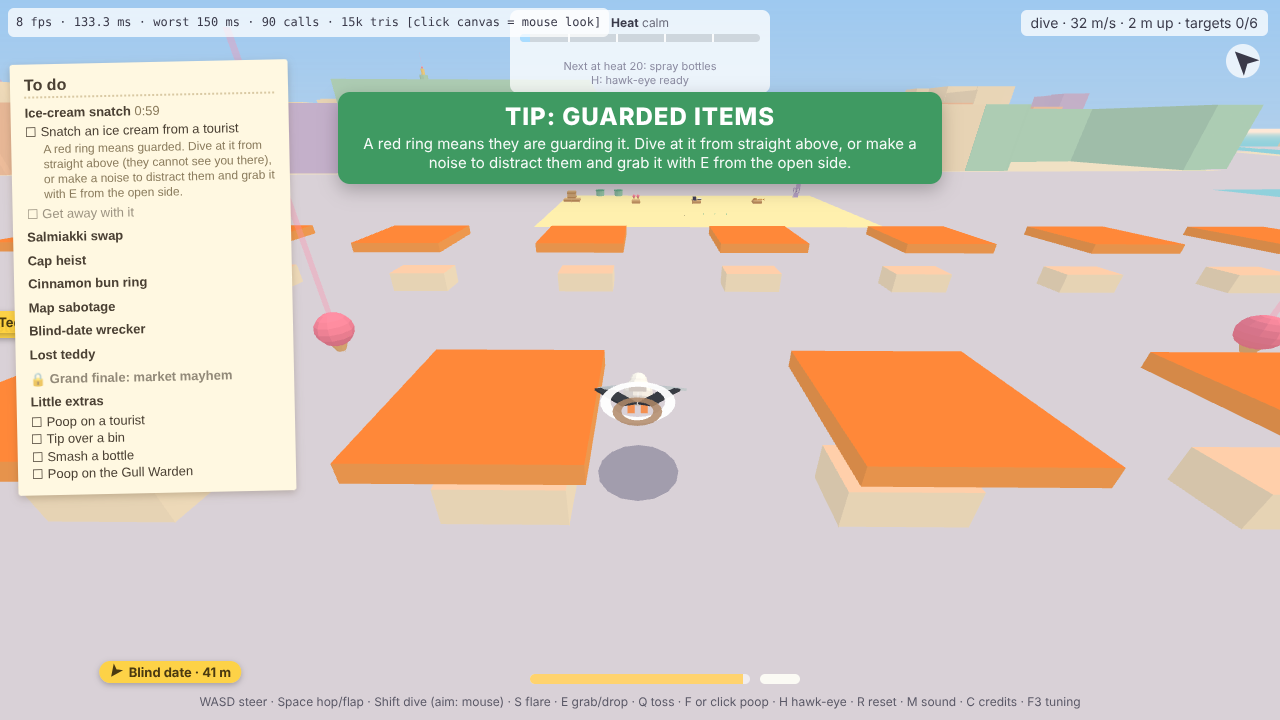 8 fps · 133.3 ms · worst 150 ms · 90 calls · 15k tris [click canvas = mouse look]
Heat calm
Next at heat 20: spray bottles
H: hawk-eye ready
dive · 32 m/s · 2 m up · targets 0/6
TIP: GUARDED ITEMS
A red ring means they are guarding it. Dive at it from straight above, or make a
noise to distract them and grab it with E from the open side.
To do
Ice-cream snatch 0:59
☐ Snatch an ice cream from a tourist
A red ring means guarded. Dive at it from
straight above (they cannot see you there),
or make a noise to distract them and grab it
with E from the open side.
☐ Get away with it
Salmiakki swap
Cap heist
Cinnamon bun ring
Map sabotage
Blind-date wrecker
Lost teddy
🔒 Grand finale: market mayhem
Little extras
☐ Poop on a tourist
☐ Tip over a bin
☐ Smash a bottle
☐ Poop on the Gull Warden
Blind date · 41 m
WASD steer · Space hop/flap · Shift dive (aim: mouse) · S flare · E grab/drop · Q toss · F or click poop · H hawk-eye · R reset · M sound · C credits · F3 tuning